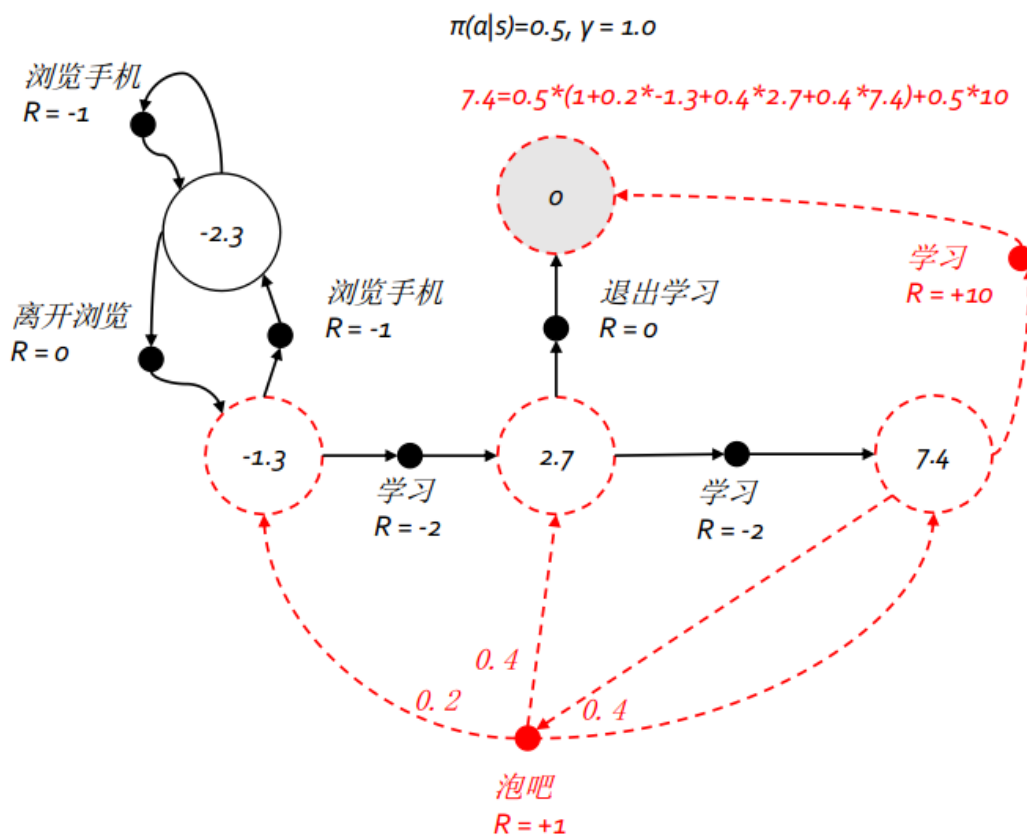 π(a|s)=0.5, γ = 1.0
浏览手机
R = -1
7.4=0.5*(1+0.2*-1.3+0.4*2.7+0.4*7.4)+0.5*10
0
-2.3
学习
R = +10
浏览手机
R = -1
退出学习
R = 0
离开浏览
R = 0
-1.3
2.7
7.4
学习
R = -2
学习
R = -2
0.4
0.2
0.4
泡吧
R = +1